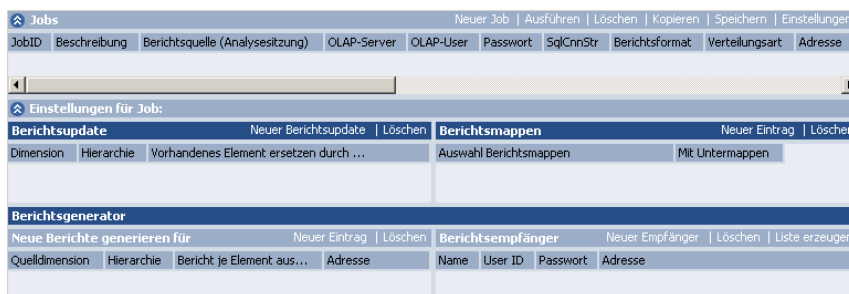 Jobs Neuer Job | Ausführen | Löschen | Kopieren | Speichern | Einstellungen
JobID Beschreibung Berichtsquelle (Analysesitzung) OLAP-Server OLAP-User Passwort SqlCnnStr Berichtsformat Verteilungsart Adresse
Einstellungen für Job:
Berichtsupdate Neuer Berichtsupdate | Löschen Berichtsmappen Neuer Eintrag | Löschen
Dimension Hierarchie Vorhandenes Element ersetzen durch ... Auswahl Berichtsmappen Mit Untermappen
Berichtsgenerator
Neue Berichte generieren für Neuer Eintrag | Löschen Berichtsempfänger Neuer Empfänger | Löschen | Liste erzeugen
Quelldimension Hierarchie Bericht je Element aus... Adresse Name User ID Passwort Adresse